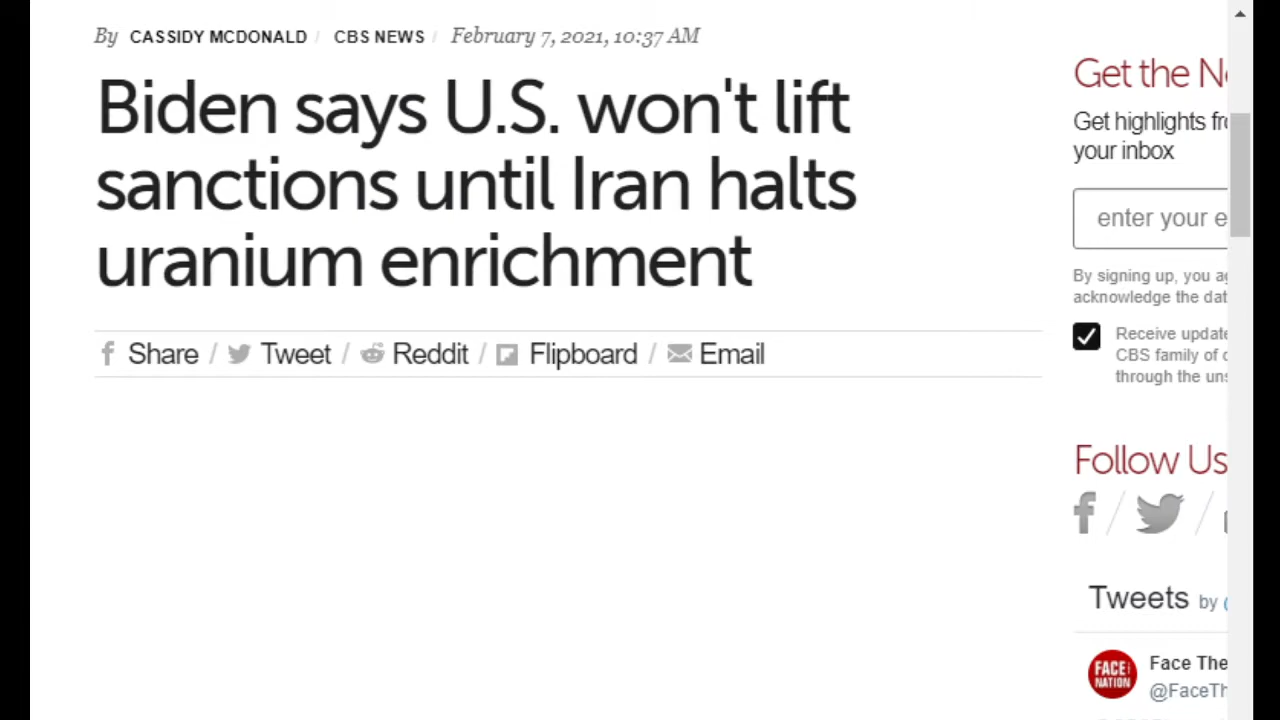 By CASSIDY MCDONALD / CBS NEWS / February 7, 2021, 10:37 AM
Biden says U.S. won't lift
sanctions until Iran halts
uranium enrichment
Share / Tweet / Reddit / Flipboard / Email
Get the
Get highlights
your inbox
enter your
By signing up, you
acknowledge the
Receive
CBS family of
through the
Follow Us
Tweets by
FACE THE NATION
Face The